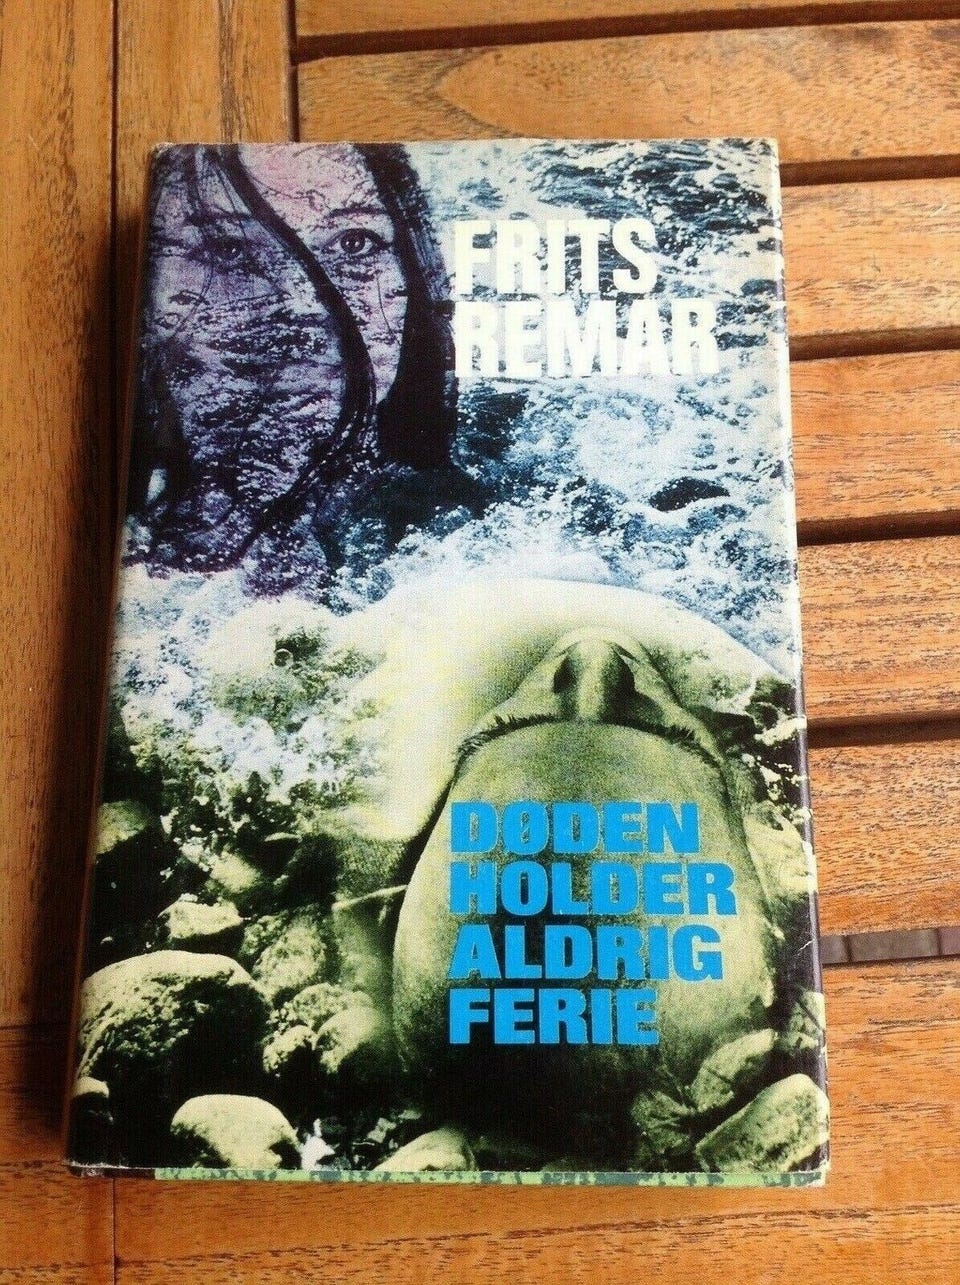 FRITS
REMAR
DØDEN
HOLDER
ALDRIG
FERIE